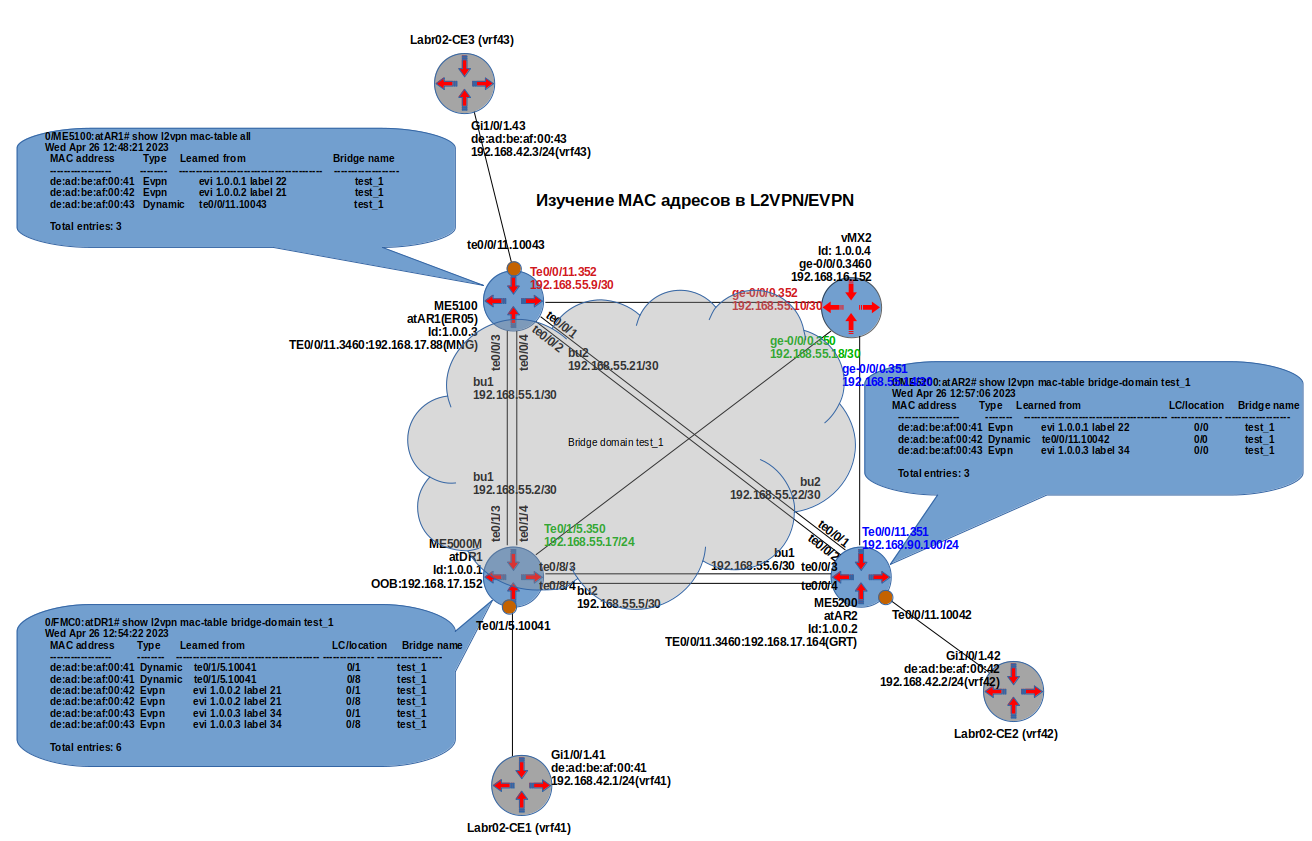 Labr02-CE3 (vrf43)
Gi1/0/1.43
de:ad:be:af:00:43
192.168.42.3/24(vrf43)
0/ME5100:atAR1# show l2vpn mac-table all
Wed Apr 26 12:48:21 2023
MAC address Type Learned from Bridge name
------------------ -------- ------------------------------------------ -------------------
de:ad:be:af:00:41 Evpn evi 1.0.0.1 label 22 test_1
de:ad:be:af:00:42 Evpn evi 1.0.0.2 label 21 test_1
de:ad:be:af:00:43 Dynamic te0/0/11.10043 test_1
Total entries: 3
Изучение MAC адресов в L2VPN/EVPN
te0/0/11.10043
Te0/0/11.352
192.168.55.9/30
vMX2
Id: 1.0.0.4
ge-0/0/0.3460
192.168.16.152
ge-0/0/0.352
192.168.55.10/30
ME5100
atAR1(ER05)
Id:1.0.0.3
TE0/0/11.3460:192.168.17.88(MNG)
te0/0/3
te0/0/4
te0/0/1
te0/0/2
bu2
192.168.55.21/30
ge-0/0/0.350
192.168.55.18/30
ge-0/0/0.351
bu1
192.168.55.1/30
0/ME5100:atAR2# show l2vpn mac-table bridge-domain test_1
Wed Apr 26 12:57:06 2023
MAC address Type Learned from LC/location Bridge name
------------------ -------- ------------------------------------------ --------------- -------------------
de:ad:be:af:00:41 Evpn evi 1.0.0.1 label 22 0/0 test_1
de:ad:be:af:00:42 Dynamic te0/0/11.10042 0/0 test_1
de:ad:be:af:00:43 Evpn evi 1.0.0.3 label 34 0/0 test_1
Total entries: 3
Bridge domain test_1
bu1
192.168.55.2/30
bu2
192.168.55.22/30
te0/1/3
te0/1/4
Te0/1/5.350
192.168.55.17/24
te0/0/1
te0/0/2
Te0/0/11.351
192.168.90.100/24
ME5000M
atDR1
Id:1.0.0.1
OOB:192.168.17.152
te0/8/3
te0/8/4
bu1
192.168.55.6/30
te0/0/3
te0/0/4
bu2
192.168.55.5/30
ME5200
atAR2
Id:1.0.0.2
TE0/0/11.3460:192.168.17.164(GRT)
Te0/0/11.10042
Te0/1/5.10041
0/FMC0:atDR1# show l2vpn mac-table bridge-domain test_1
Wed Apr 26 12:54:22 2023
MAC address Type Learned from LC/location Bridge name
------------------ -------- ------------------------------------------ --------------- -------------------
de:ad:be:af:00:41 Dynamic te0/1/5.10041 0/1 test_1
de:ad:be:af:00:41 Dynamic te0/1/5.10041 0/8 test_1
de:ad:be:af:00:42 Evpn evi 1.0.0.2 label 21 0/1 test_1
de:ad:be:af:00:42 Evpn evi 1.0.0.2 label 21 0/8 test_1
de:ad:be:af:00:43 Evpn evi 1.0.0.3 label 34 0/1 test_1
de:ad:be:af:00:43 Evpn evi 1.0.0.3 label 34 0/8 test_1
Total entries: 6
Gi1/0/1.42
de:ad:be:af:00:42
192.168.42.2/24(vrf42)
Labr02-CE2 (vrf42)
Gi1/0/1.41
de:ad:be:af:00:41
192.168.42.1/24(vrf41)
Labr02-CE1 (vrf41)